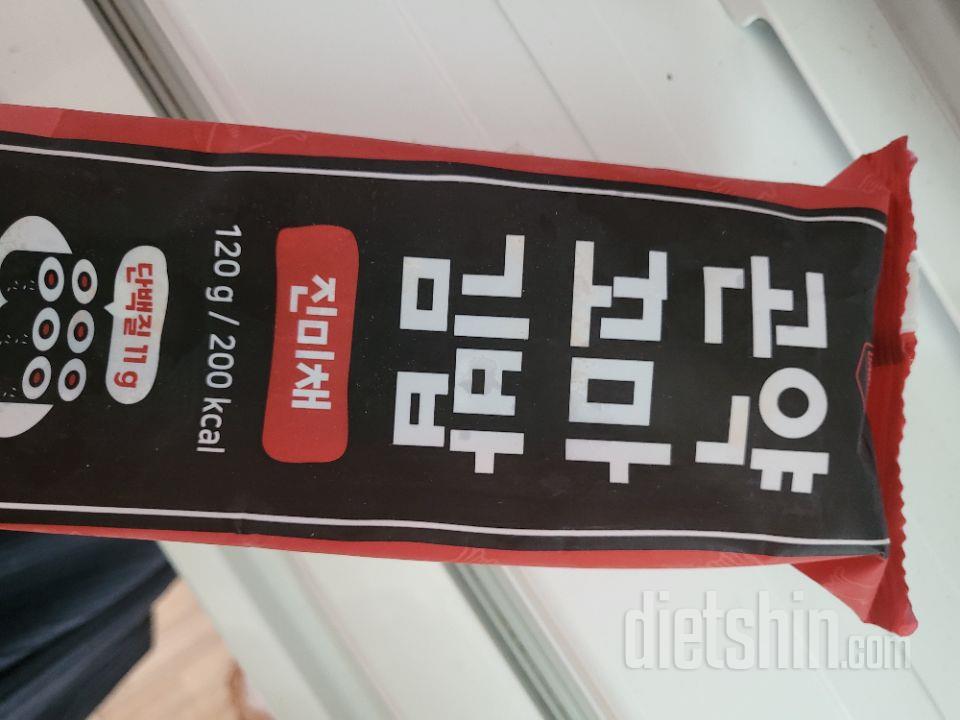 곤약
꼬마
김밥
진미채
120 g / 200 kcal
단백질 11 g
dietshin.com